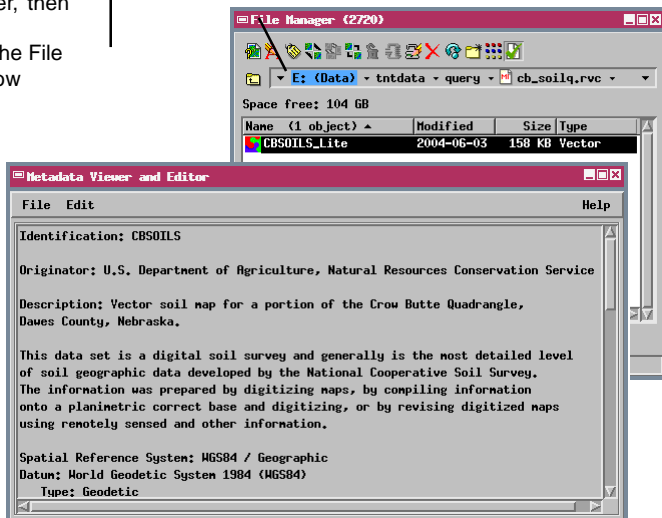 er, then
he File
ow
File Manager (2720)
E: (Data) tntdata query cb_soilq.rvc
Space free: 104 GB
Name (1 object) Modified Size Type
CBSOILS_Lite 2004-06-03 158 KB Vector
Metadata Viewer and Editor
File Edit Help
Identification: CBSOILS
Originator: U.S. Department of Agriculture, Natural Resources Conservation Service
Description: Vector soil map for a portion of the Crow Butte Quadrangle,
Dawes County, Nebraska.
This data set is a digital soil survey and generally is the most detailed level
of soil geographic data developed by the National Cooperative Soil Survey.
The information was prepared by digitizing maps, by compiling information
onto a planimetric correct base and digitizing, or by revising digitized maps
using remotely sensed and other information.
Spatial Reference System: WGS84 / Geographic
Datum: World Geodetic System 1984 (WGS84)
Type: Geodetic